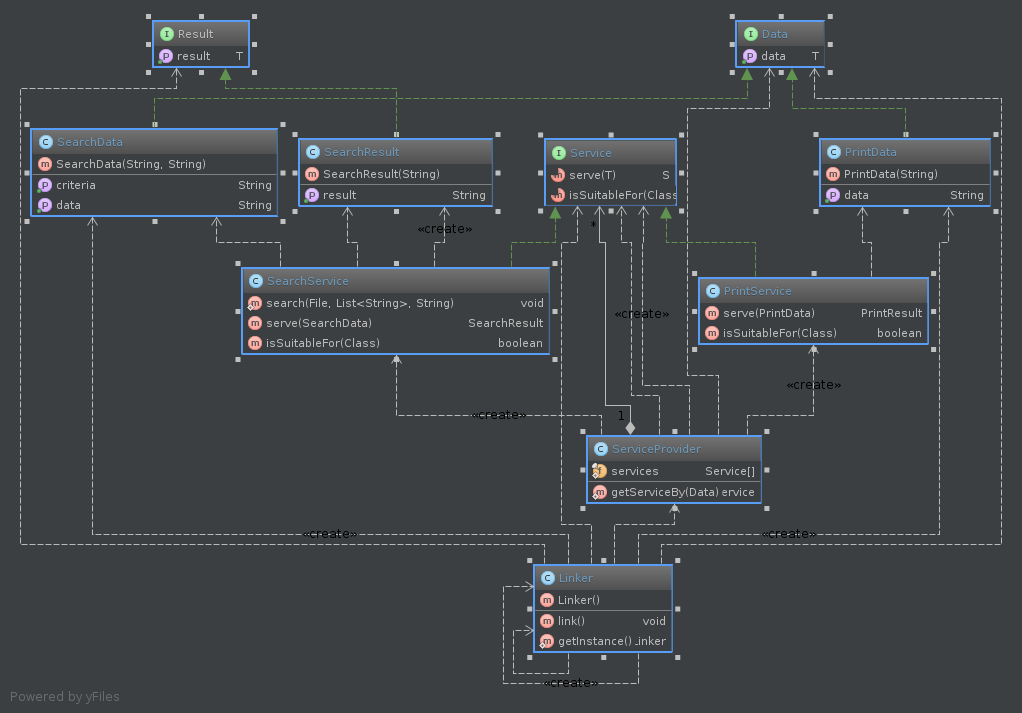 I Result
P result T
I Data
P data T
C SearchData
m SearchData(String, String)
P criteria String
P data String
C SearchResult
m SearchResult(String)
P result String
I Service
m serve(T) S
m isSuitableFor(Class
C PrintData
m PrintData(String)
P data String
«create»
*
C SearchService
m search(File, List<String>, String) void
m serve(SearchData) SearchResult
m isSuitableFor(Class) boolean
«create»
C PrintService
m serve(PrintData) PrintResult
m isSuitableFor(Class) boolean
«create»
«create»
1
C ServiceProvider
f services Service[]
m getServiceBy(Data) ervice
«create»
«create»
C Linker
m Linker()
m link() void
m getInstance() .inker
«create»
Powered by yFiles